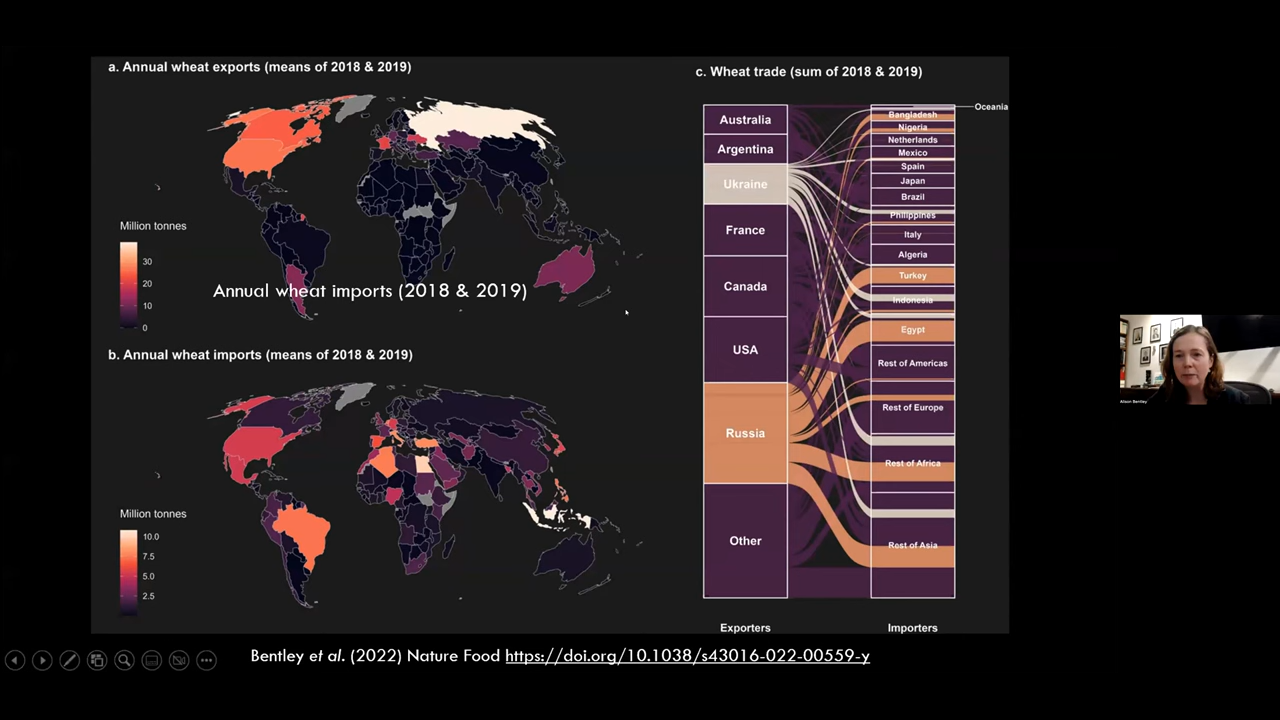 a. Annual wheat exports (means of 2018 & 2019)
Million tonnes
30
20
10
0
Annual wheat imports (2018 & 2019)
b. Annual wheat imports (means of 2018 & 2019)
Million tonnes
10.0
7.5
5.0
2.5
c. Wheat trade (sum of 2018 & 2019)
Australia
Argentina
Ukraine
France
Canada
USA
Russia
Other
Exporters
Oceania
Bangladesh
Nigeria
Netherlands
Mexico
Spain
Japan
Brazil
Philippines
Italy
Algeria
Turkey
Indonesia
Egypt
Rest of Americas
Rest of Europe
Rest of Africa
Rest of Asia
Importers
Alison Bentley
Bentley et al. (2022) Nature Food https://doi.org/10.1038/s43016-022-00559-y